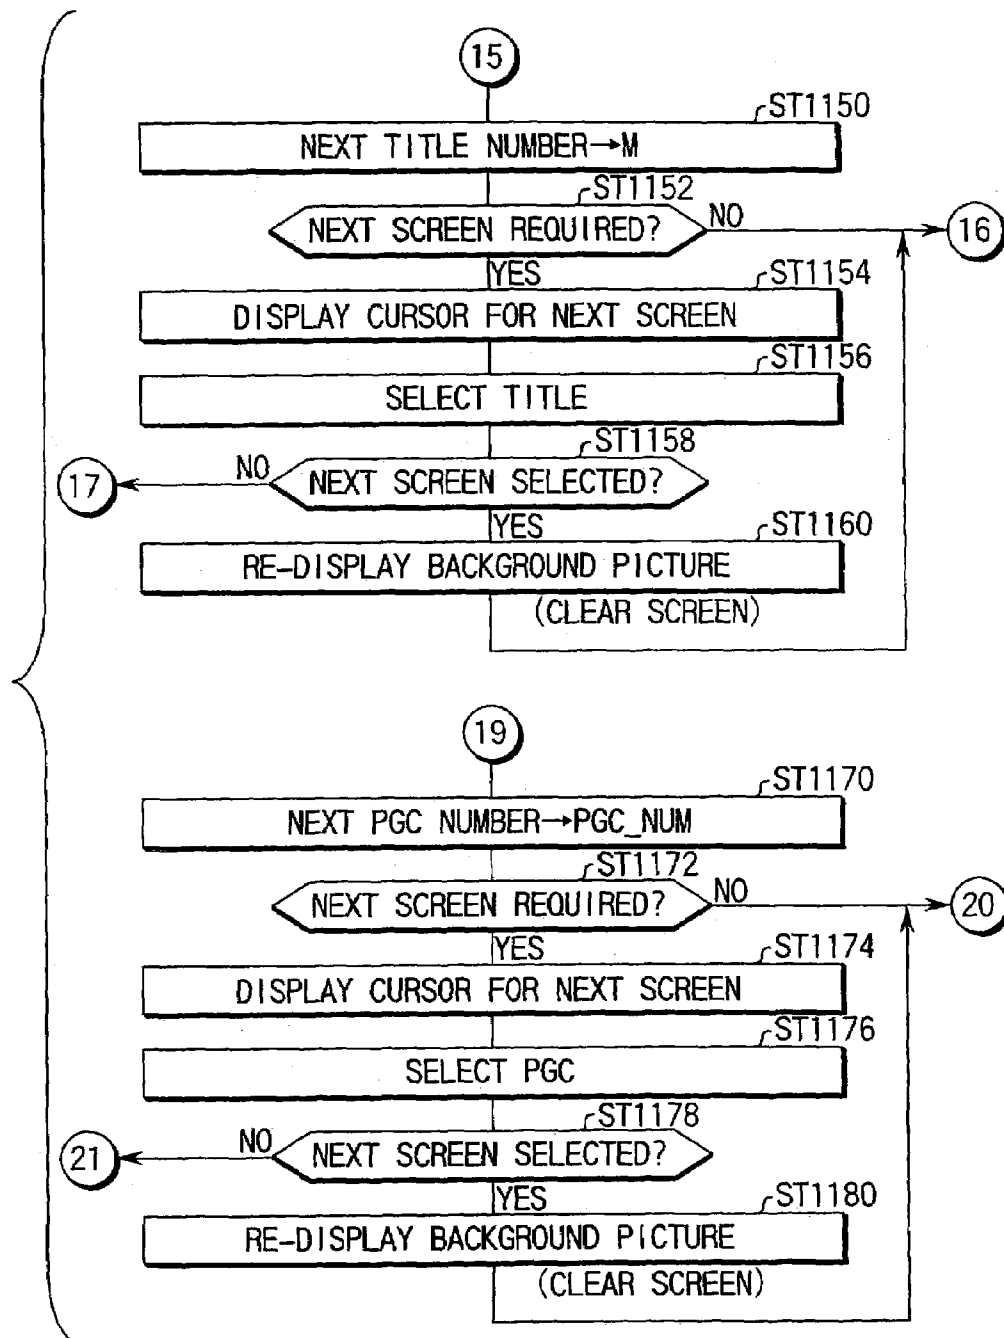 15
ST1150
NEXT TITLE NUMBER→M
ST1152
NEXT SCREEN REQUIRED?
NO
16
YES
ST1154
DISPLAY CURSOR FOR NEXT SCREEN
ST1156
SELECT TITLE
ST1158
17
NO
NEXT SCREEN SELECTED?
YES
ST1160
RE-DISPLAY BACKGROUND PICTURE
(CLEAR SCREEN)
19
ST1170
NEXT PGC NUMBER→PGC_NUM
ST1172
NEXT SCREEN REQUIRED?
NO
20
YES
ST1174
DISPLAY CURSOR FOR NEXT SCREEN
ST1176
SELECT PGC
ST1178
21
NO
NEXT SCREEN SELECTED?
YES
ST1180
RE-DISPLAY BACKGROUND PICTURE
(CLEAR SCREEN)